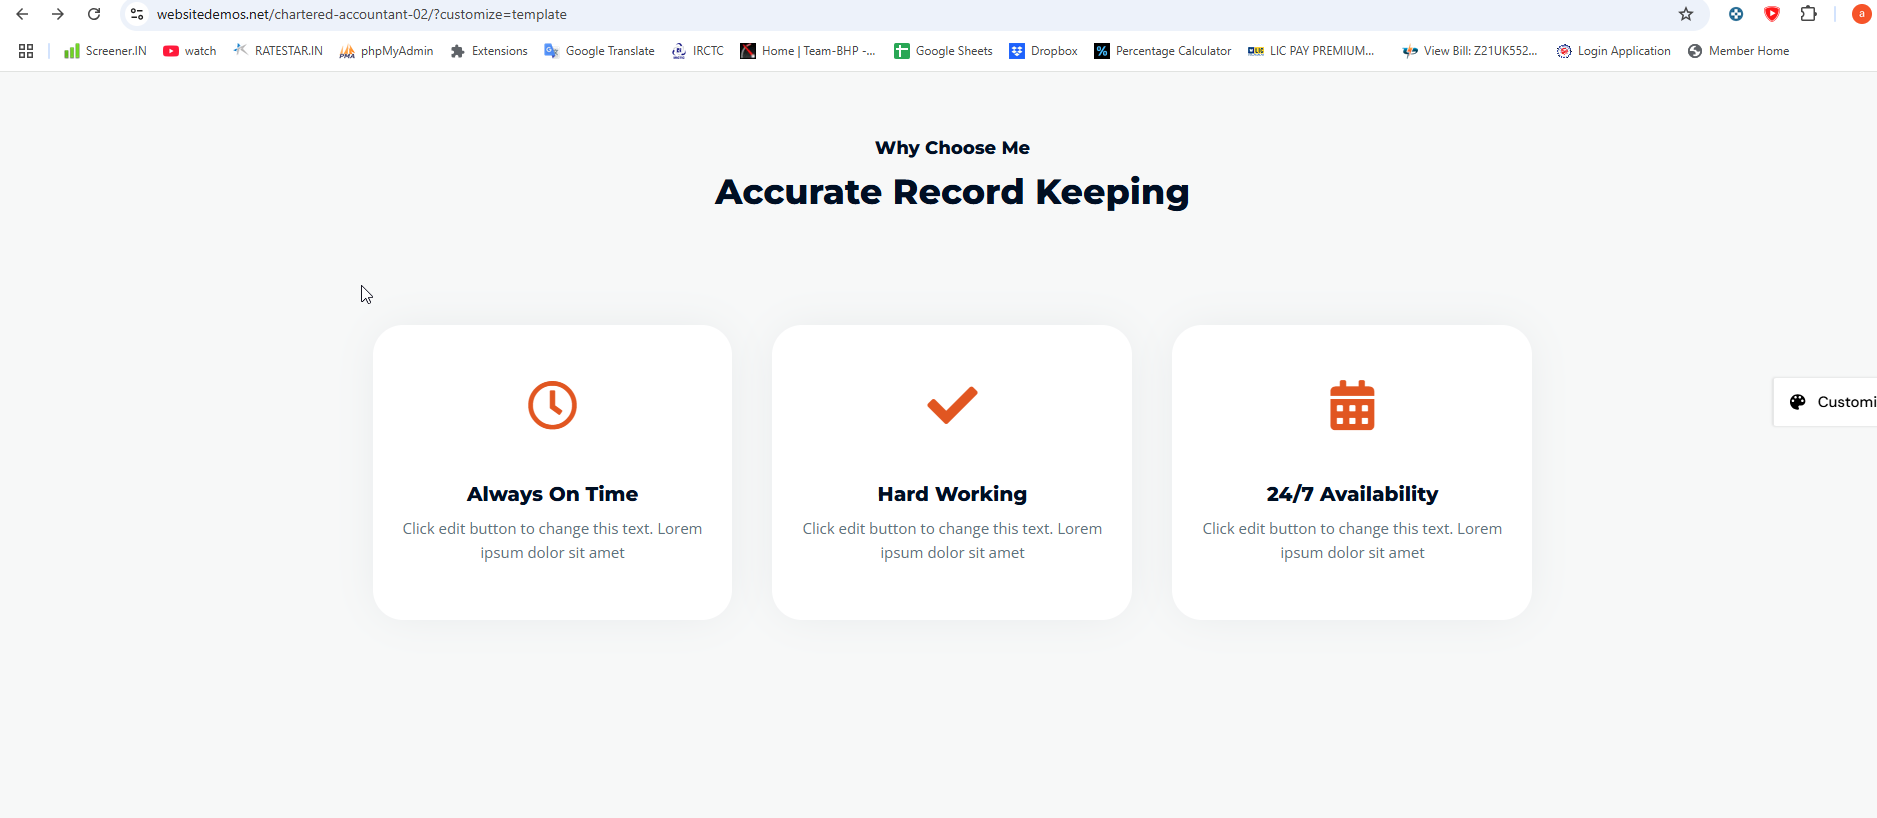 websitedemos.net/chartered-accountant-02/?customize=template
a
Screener.IN watch RATESTAR.IN phpMyAdmin Extensions Google Translate IRCTC Home | Team-BHP -... Google Sheets Dropbox Percentage Calculator LIC PAY PREMIUM... View Bill: Z21UK552... Login Application Member Home
Why Choose Me
Accurate Record Keeping
Customi
Always On Time
Click edit button to change this text. Lorem
ipsum dolor sit amet
Hard Working
Click edit button to change this text. Lorem
ipsum dolor sit amet
24/7 Availability
Click edit button to change this text. Lorem
ipsum dolor sit amet